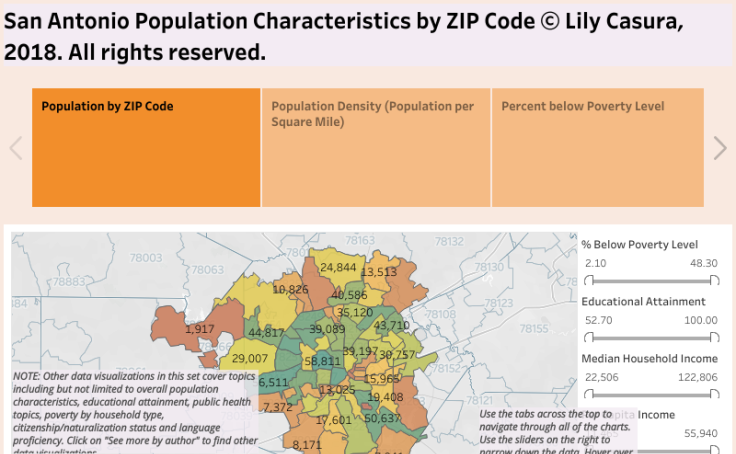 San Antonio Population Characteristics by ZIP Code © Lily Casura,
2018. All rights reserved.
Population by ZIP Code
Population Density (Population per
Square Mile)
Percent below Poverty Level
% Below Poverty Level
2.10 48.30
Educational Attainment
52.70 100.00
Median Household Income
22,506 122,806
Income
55,940
78163
78132
78003
78063
78130
78123
78108
78155
78121
24,844
13,513
10,826
40,586
35,120
1,917
44,817
39,089
43,710
29,007
58,811
39,197
30,757
6,511
13,025
15,965
7,372
19,408
17,601
50,637
8,171
NOTE: Other data visualizations in this set cover topics
including but not limited to overall population
characteristics, educational attainment, public health
topics, poverty by household type,
citizenship/naturalization status and language
proficiency. Click on "See more by author" to find other
data visualizations.
Use the tabs across the top to
navigate through all of the charts.
Use the sliders on the right to
narrow down the data. Hover over